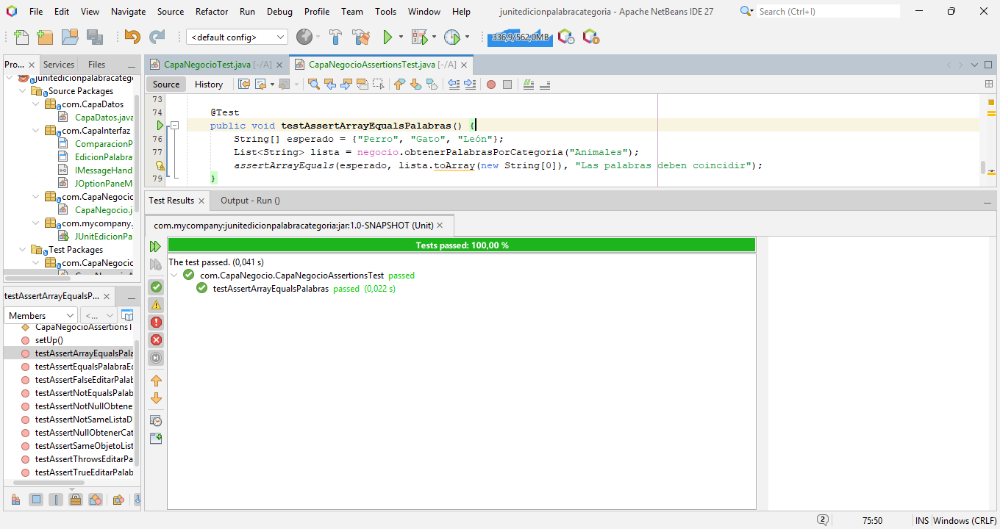 File Edit View Navigate Source Refactor Run Debug Profile Team Tools Window Help junitedicionpalabracategoria - Apache NetBeans IDE 27 Search (Ctrl+I)
<default config> 336,9/562,0MB
Pro... Services Files
CapaNegocioTest.java [-/A] CapaNegocioAssertionsTest.java [-/A]
Source History
junitedicionpalabracategi
Source Packages
com.CapaDatos
CapaDatos.java
com.CapaInterfaz
ComparacionP
EdicionPalabra
IMessageHand
JOptionPaneM
com.CapaNegocic
CapaNegocio.j
com.mycompany.
JUnitEdicionPa
Test Packages
com.CapaNegocic
73
74 @Test
public void testAssertArrayEqualsPalabras() {
76 String[] esperado = {"Perro", "Gato", "León"};
77 List<String> lista = negocio.obtenerPalabrasPorCategoria("Animales");
assertArrayEquals(esperado, lista.toArray(new String[0]), "Las palabras deben coincidir");
79 }
Test Results Output - Run ()
com.mycompany:junitedicionpalabracategoria:jar:1.0-SNAPSHOT (Unit)
Tests passed: 100,00 %
The test passed. (0,041 s)
com.CapaNegocio.CapaNegocioAssertionsTest passed
testAssertArrayEqualsPalabras passed (0,022 s)
testAssertArrayEqualsP...
Members <...
CapaNegocioAssertionsT
setUp()
testAssertArrayEqualsPala
testAssertEqualsPalabraEc
testAssertFalseEditarPalab
testAssertNotEqualsPalab
testAssertNotNullObtene
testAssertNotSameListaD
testAssertNullObtenerCat
testAssertSameObjetoList
testAssertThrowsEditarPa
testAssertTrueEditarPalab
2 75:50 INS Windows (CRLF)